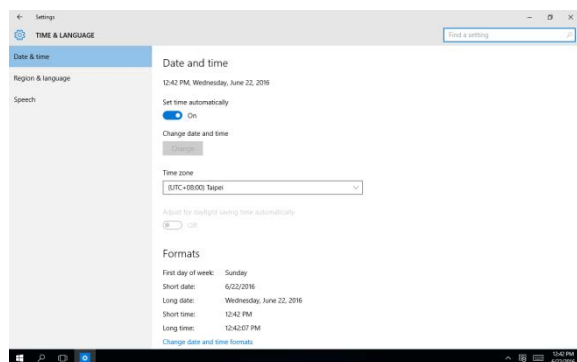 Settings
TIME & LANGUAGE
Find a setting
Date & time
Region & language
Speech
Date and time
12:42 PM, Wednesday, June 22, 2016
Set time automatically
On
Change date and time
Change
Time zone
(UTC+08:00) Taipei
Adjust for daylight saving time automatically
Off
Formats
First day of week: Sunday
Short date: 6/22/2016
Long date: Wednesday, June 22, 2016
Short time: 12:42 PM
Long time: 12:42:07 PM
Change date and time formats
12:42 PM
6/22/2016